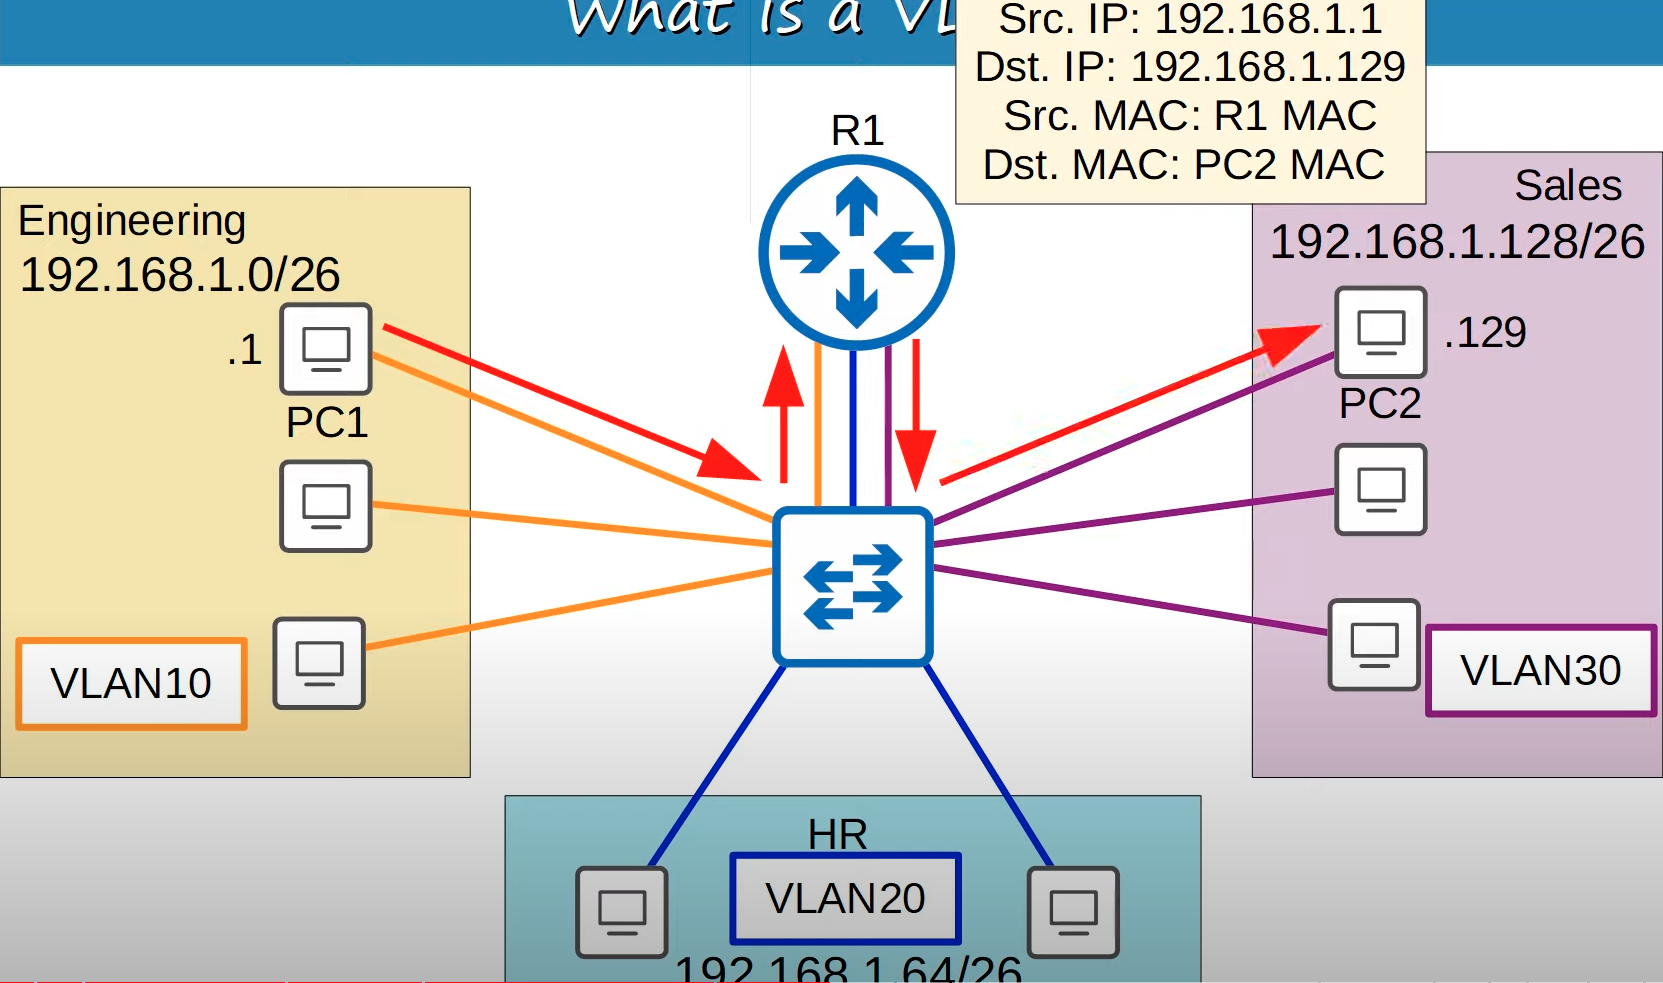 What is a VL
Src. IP: 192.168.1.1
Dst. IP: 192.168.1.129
Src. MAC: R1 MAC
Dst. MAC: PC2 MAC
R1
Engineering
192.168.1.0/26
.1
PC1
VLAN10
Sales
192.168.1.128/26
.129
PC2
VLAN30
HR
VLAN20
192.168.1.64/26